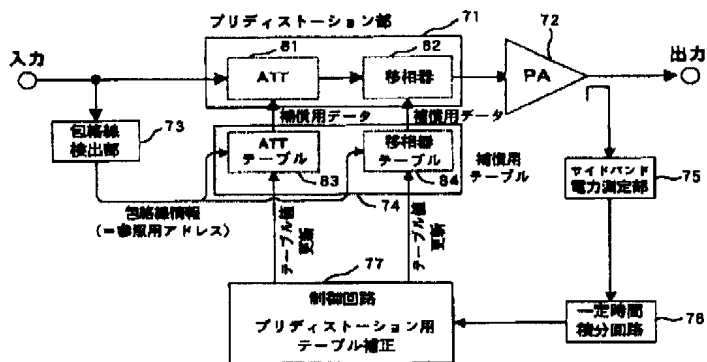 プリディストーション部
71
81
82
72
入力
ATT
移相器
PA
出力
補償用データ
補償用データ
包絡線
検出部
73
ATT
テーブル
83
移相器
テーブル
84
補償用
テーブル
74
サイドバンド
電力測定部
75
包絡線情報
(=参照用アドレス)
テーブル値
更新
テーブル値
更新
77
制御回路
プリディストーション用
テーブル補正
一定時間
積分回路
76